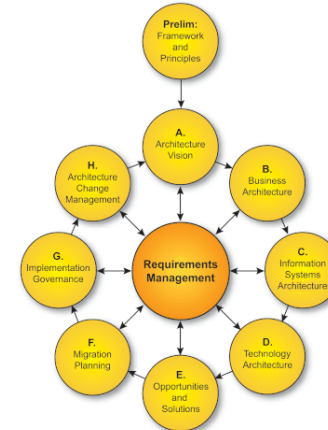 Prelim:
Framework
and
Principles
A.
Architecture
Vision
B.
Business
Architecture
C.
Information
Systems
Architecture
D.
Technology
Architecture
E.
Opportunities
and
Solutions
F.
Migration
Planning
G.
Implementation
Governance
H.
Architecture
Change
Management
Requirements
Management